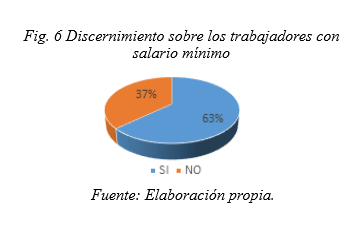 Fig. 6 Discernimiento sobre los trabajadores con
salario mínimo
37%
63%
SI NO
Fuente: Elaboración propia.